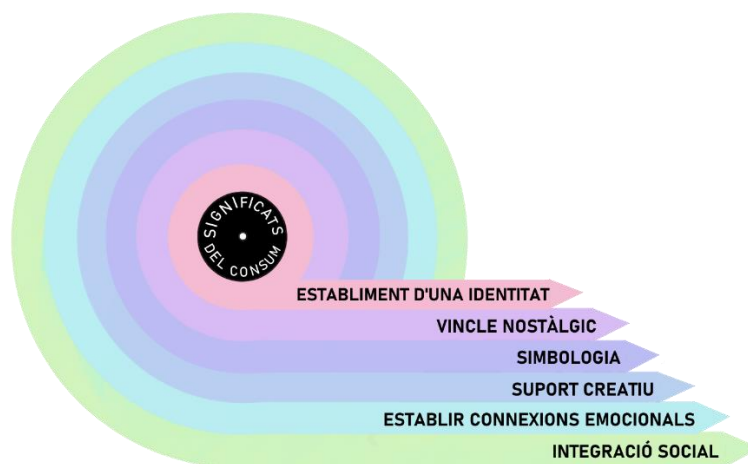 SIGNIFICATS
DEL CONSUM
ESTABLIMENT D'UNA IDENTITAT
VINCLE NOSTÀLGIC
SIMBOLOGIA
SUPORT CREATIU
ESTABLIR CONNEXIONS EMOCIONALS
INTEGRACIÓ SOCIAL